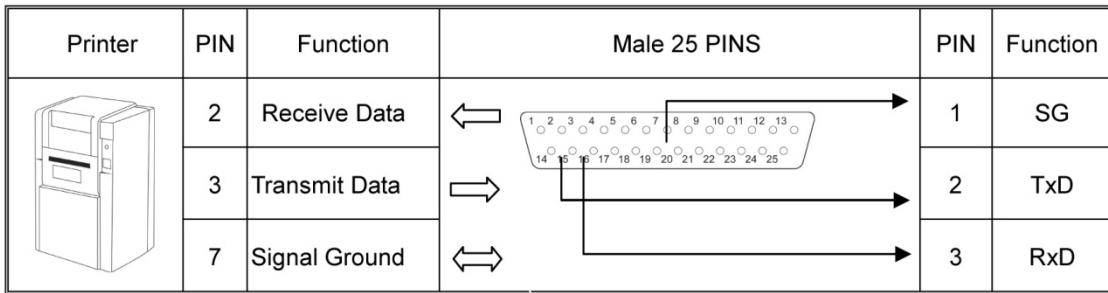 Printer PIN Function Male 25 PINS PIN Function
2 Receive Data 1 SG
1 2 3 4 5 6 7 8 9 10 11 12 13
14 15 16 17 18 19 20 21 22 23 24 25
3 Transmit Data 2 TxD
7 Signal Ground 3 RxD